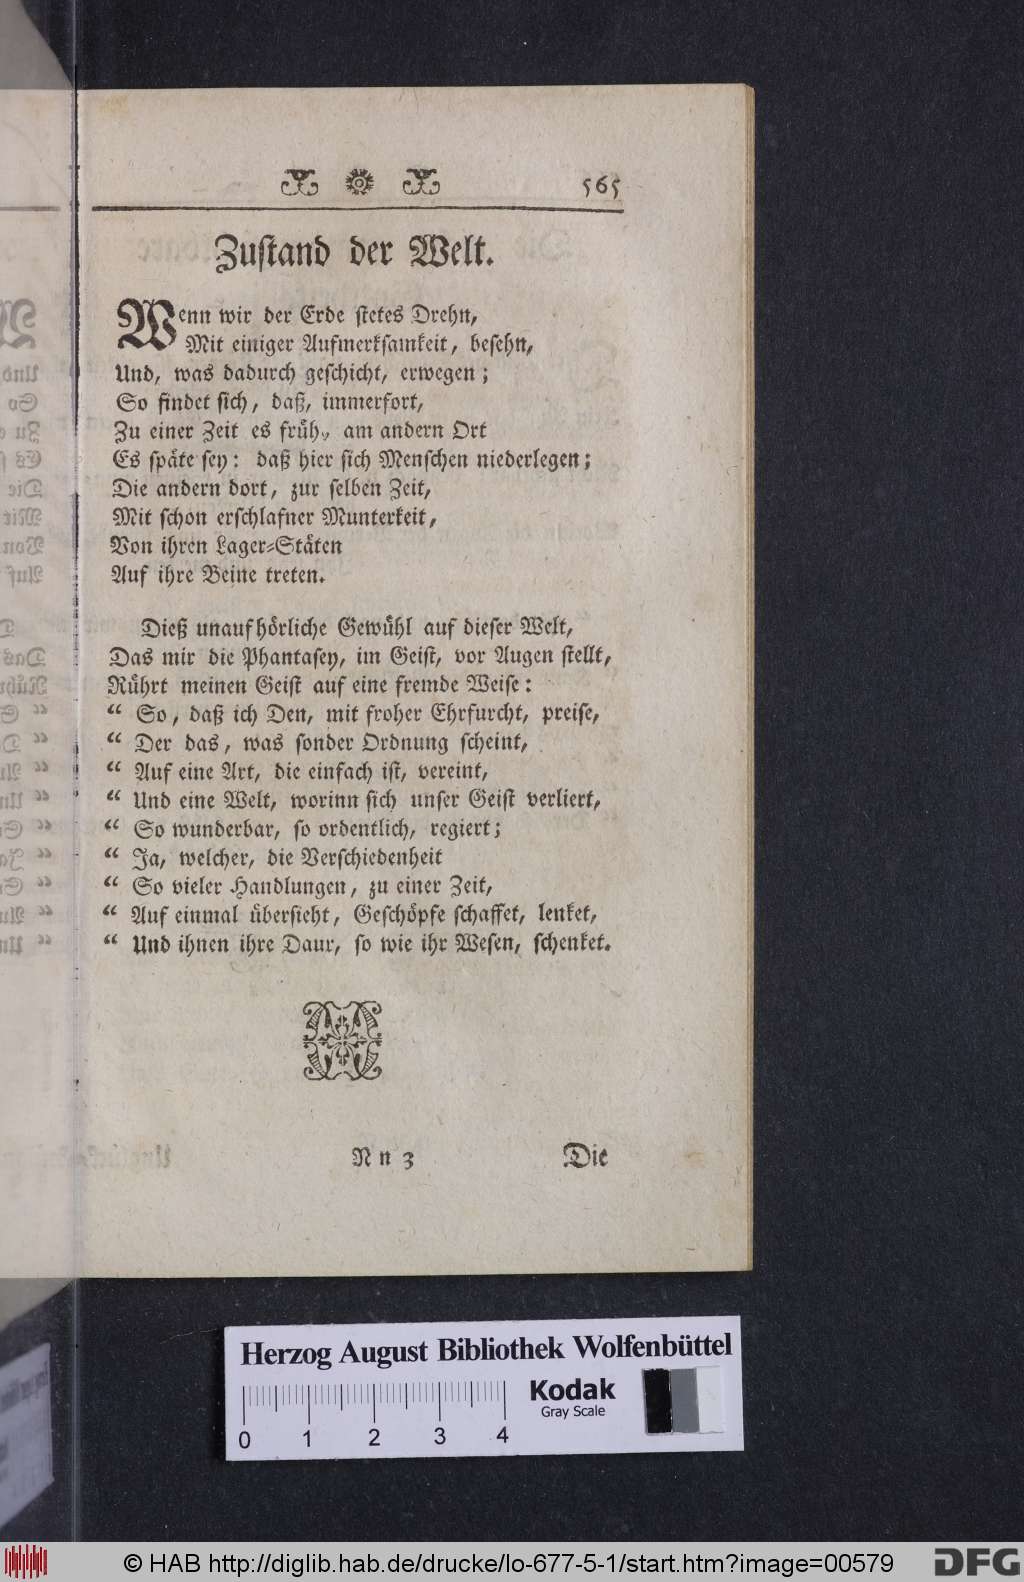 565
Zustand der Welt.
Wenn wir der Erde stetes Drehn,
Mit einiger Aufmerksamkeit, besehn,
Und, was dadurch geschicht, erwegen;
So findet sich, daß, immerfort,
Zu einer Zeit es früh, am andern Ort
Es späte sey: daß hier sich Menschen niederlegen;
Die andern dort, zur selben Zeit,
Mit schon erschlafner Munterkeit,
Von ihren Lager-Stäten
Auf ihre Beine treten.
Dieß unaufhörliche Gewühl auf dieser Welt,
Das mir die Phantasey, im Geist, vor Augen stellt,
Rührt meinen Geist auf eine fremde Weise:
“ So, daß ich Den, mit froher Ehrfurcht, preise,
“ Der das, was sonder Ordnung scheint,
“ Auf eine Art, die einfach ist, vereint,
“ Und eine Welt, worinn sich unser Geist verliert,
“ So wunderbar, so ordentlich, regiert;
“ Ja, welcher, die Verschiedenheit
“ So vieler Handlungen, zu einer Zeit,
“ Auf einmal übersieht, Geschöpfe schaffet, lenket,
“ Und ihnen ihre Daur, so wie ihr Wesen, schenket.
Nn 3 Die
Herzog August Bibliothek Wolfenbüttel
Kodak
Gray Scale
0 1 2 3 4
© HAB http://diglib.hab.de/drucke/lo-677-5-1/start.htm?image=00579
DFG